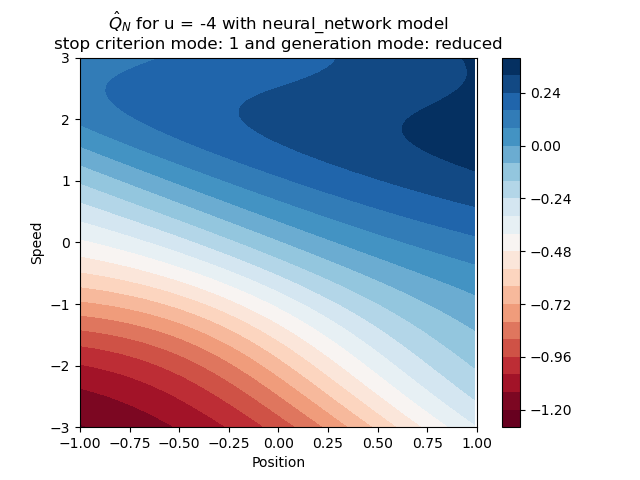 Q̂_N for u = -4 with neural_network model
stop criterion mode: 1 and generation mode: reduced
3
2
1
0
−1
−2
−3
Speed
−1.00 −0.75 −0.50 −0.25 0.00 0.25 0.50 0.75 1.00
Position
0.24
0.00
−0.24
−0.48
−0.72
−0.96
−1.20